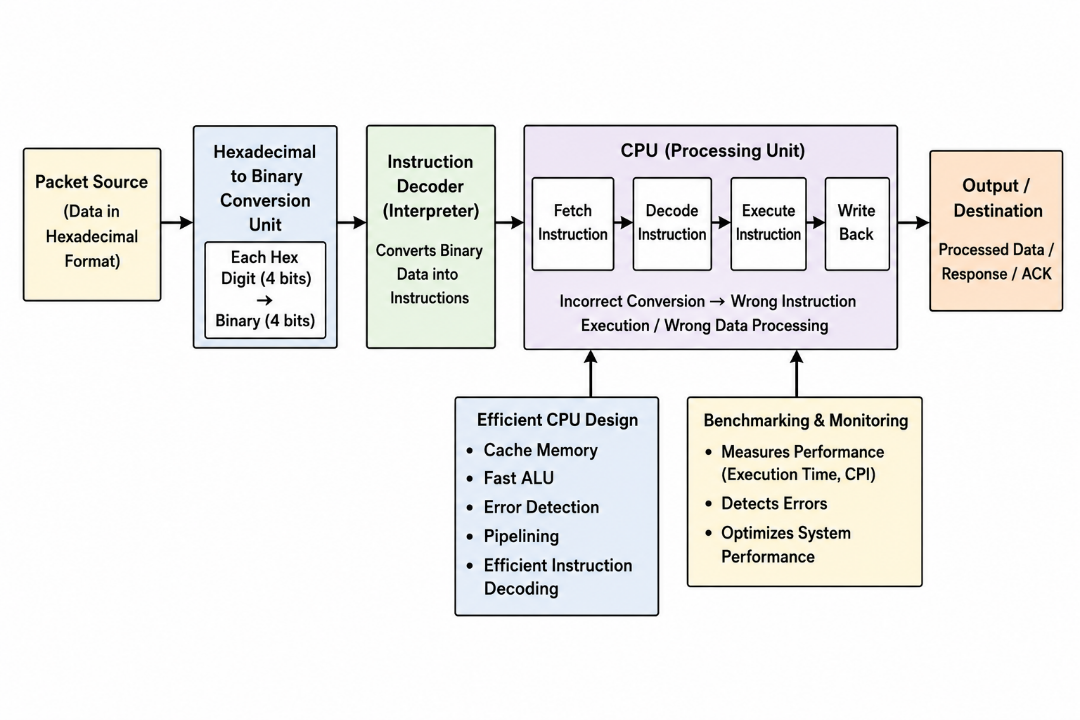 Packet Source
(Data in
Hexadecimal
Format)
Hexadecimal
to Binary
Conversion
Unit
Each Hex
Digit (4 bits)
→
Binary (4 bits)
Instruction
Decoder
(Interpreter)
Converts Binary
Data into
Instructions
CPU (Processing Unit)
Fetch
Instruction
Decode
Instruction
Execute
Instruction
Write
Back
Incorrect Conversion → Wrong Instruction
Execution / Wrong Data Processing
Output /
Destination
Processed Data /
Response / ACK
Efficient CPU Design
• Cache Memory
• Fast ALU
• Error Detection
• Pipelining
• Efficient Instruction
Decoding
Benchmarking & Monitoring
• Measures Performance
(Execution Time, CPI)
• Detects Errors
• Optimizes System
Performance